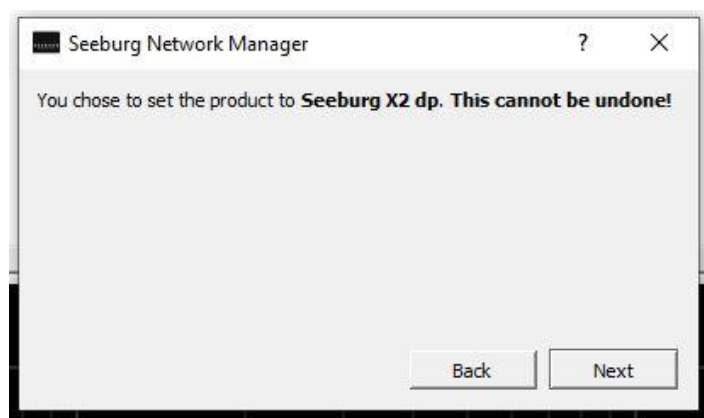 Seeburg Network Manager
?
You chose to set the product to Seeburg X2 dp. This cannot be undone!
Back
Next